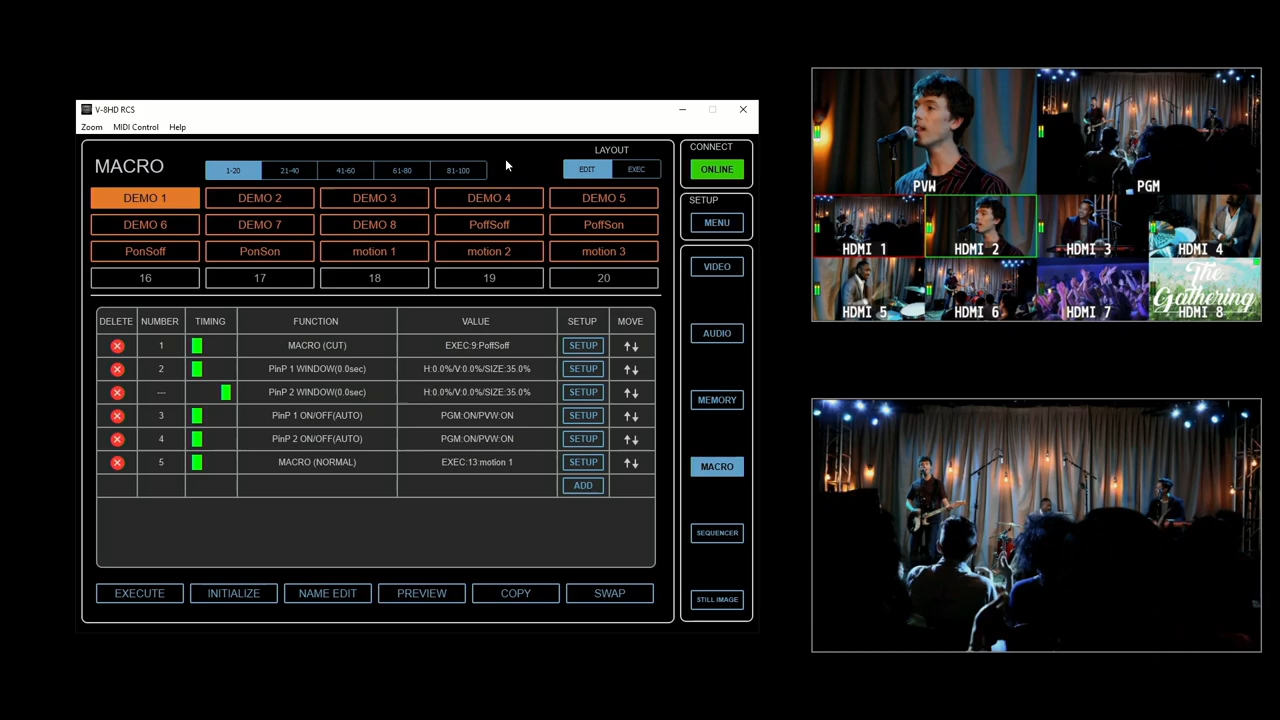 V-8HD RCS
Zoom MIDI Control Help
MACRO
1-20 21-40 41-60 61-80 81-100
LAYOUT
EDIT EXEC
DEMO 1 DEMO 2 DEMO 3 DEMO 4 DEMO 5
DEMO 6 DEMO 7 DEMO 8 PoffSoff PoffSon
PonSoff PonSon motion 1 motion 2 motion 3
16 17 18 19 20
DELETE NUMBER TIMING FUNCTION VALUE SETUP MOVE
1 MACRO (CUT) EXEC:9:PoffSoff SETUP
2 PinP 1 WINDOW(0.0sec) H:0.0%/V:0.0%/SIZE:35.0% SETUP
--- PinP 2 WINDOW(0.0sec) H:0.0%/V:0.0%/SIZE:35.0% SETUP
3 PinP 1 ON/OFF(AUTO) PGM:ON/PVW:ON SETUP
4 PinP 2 ON/OFF(AUTO) PGM:ON/PVW:ON SETUP
5 MACRO (NORMAL) EXEC:13:motion 1 SETUP
ADD
EXECUTE INITIALIZE NAME EDIT PREVIEW COPY SWAP
CONNECT
ONLINE
SETUP
MENU
VIDEO
AUDIO
MEMORY
MACRO
SEQUENCER
STILL IMAGE
PVW PGM
HDMI 1 HDMI 2 HDMI 3 HDMI 4
The
Gathering
HDMI 5 HDMI 6 HDMI 7 HDMI 8